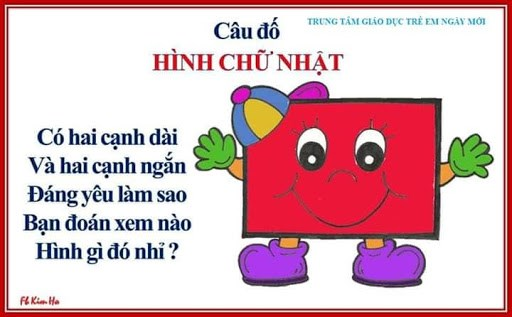 TRUNG TÂM GIÁO DỤC TRẺ EM NGÀY MỚI
Câu đố
HÌNH CHỮ NHẬT
Có hai cạnh dài
Và hai cạnh ngắn
Đáng yêu làm sao
Bạn đoán xem nào
Hình gì đó nhỉ ?
Fb Kim Hoa